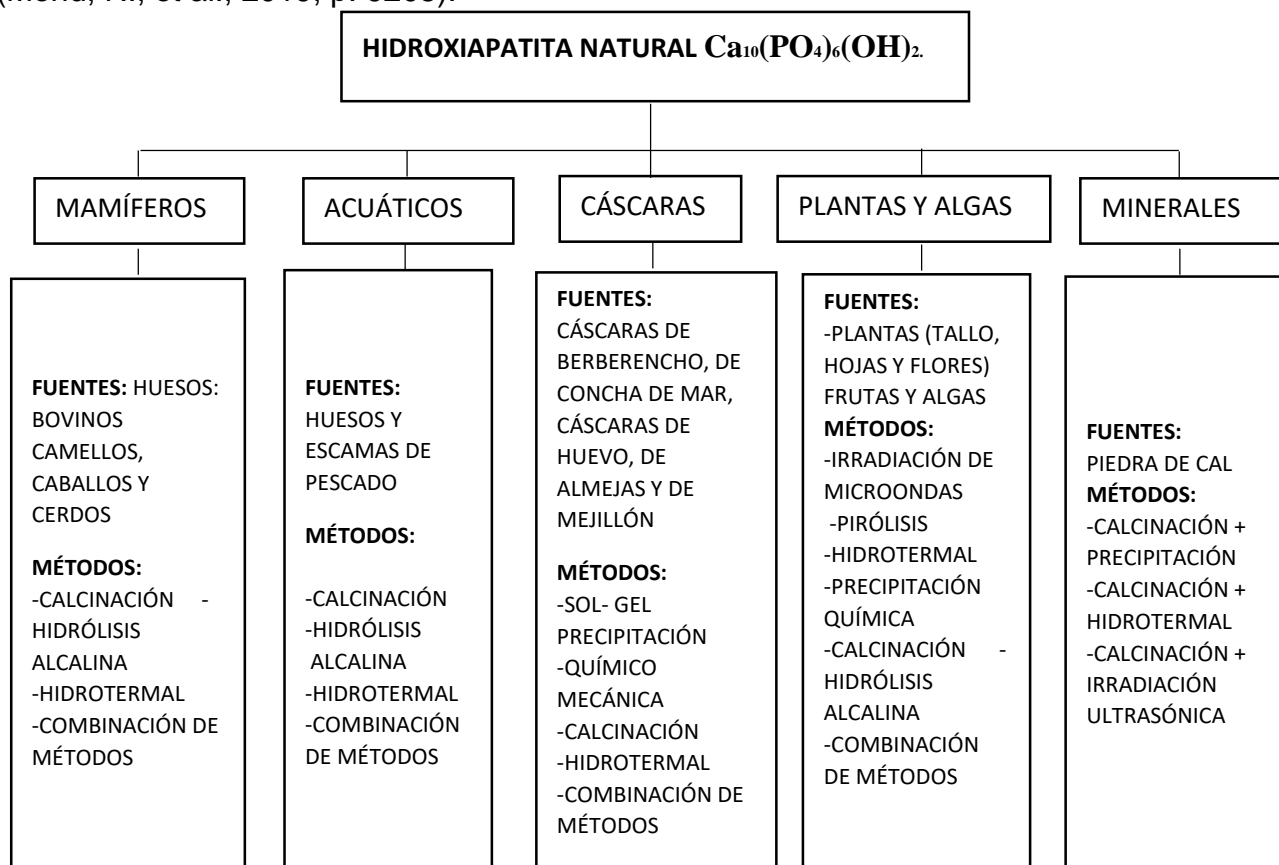 HIDROXIAPATITA NATURAL Ca₁₀(PO₄)₆(OH)₂.
MAMÍFEROS
ACUÁTICOS
CÁSCARAS
PLANTAS Y ALGAS
MINERALES
FUENTES: HUESOS:
BOVINOS
CAMELLOS,
CABALLOS Y
CERDOS
MÉTODOS:
-CALCINACIÓN -
HIDRÓLISIS
ALCALINA
-HIDROTERMAL
-COMBINACIÓN DE
MÉTODOS
FUENTES:
HUESOS Y
ESCAMAS DE
PESCADO
MÉTODOS:
-CALCINACIÓN
-HIDRÓLISIS
ALCALINA
-HIDROTERMAL
-COMBINACIÓN
DE MÉTODOS
FUENTES:
CÁSCARAS DE
BERBERENCHO, DE
CONCHA DE MAR,
CÁSCARAS DE
HUEVO, DE
ALMEJAS Y DE
MEJILLÓN
MÉTODOS:
-SOL- GEL
PRECIPITACIÓN
-QUÍMICO
MECÁNICA
-CALCINACIÓN
-HIDROTERMAL
-COMBINACIÓN DE
MÉTODOS
FUENTES:
-PLANTAS (TALLO,
HOJAS Y FLORES)
FRUTAS Y ALGAS
MÉTODOS:
-IRRADIACIÓN DE
MICROONDAS
-PIRÓLISIS
-HIDROTERMAL
-PRECIPITACIÓN
QUÍMICA
-CALCINACIÓN -
HIDRÓLISIS
ALCALINA
-COMBINACIÓN
DE MÉTODOS
FUENTES:
PIEDRA DE CAL
MÉTODOS:
-CALCINACIÓN +
PRECIPITACIÓN
-CALCINACIÓN +
HIDROTERMAL
-CALCINACIÓN +
IRRADIACIÓN
ULTRASÓNICA